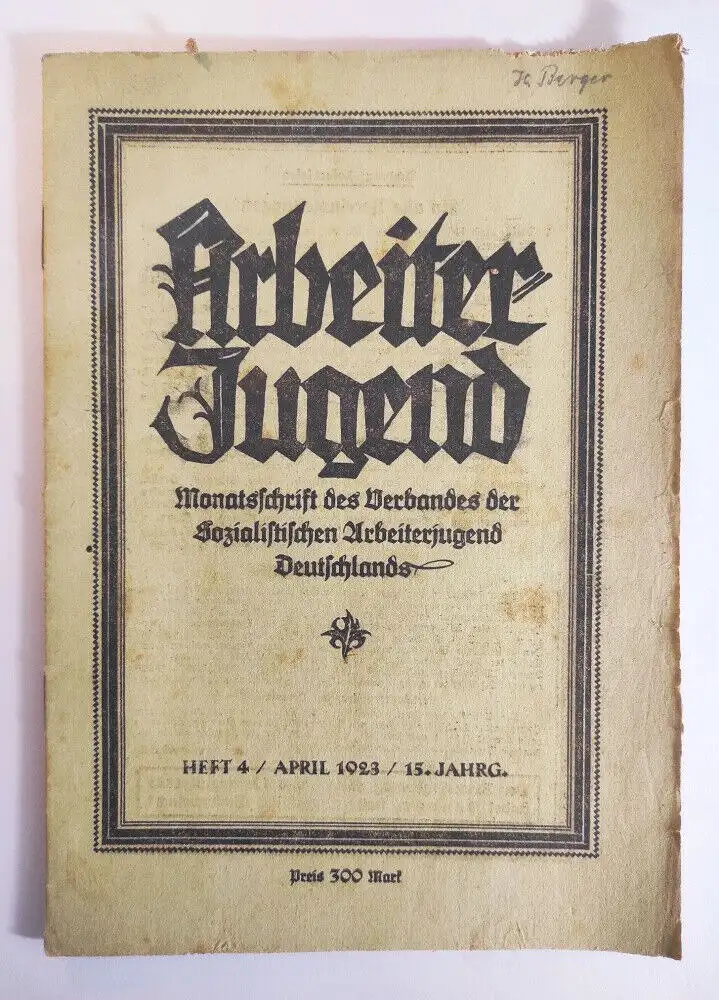 Berger
Arbeiter-
Jugend
Monatsschrift des Verbandes der
Sozialistischen Arbeiterjugend
Deutschlands
HEFT 4 / APRIL 1923 / 15. JAHRG.
Preis 300 Mark